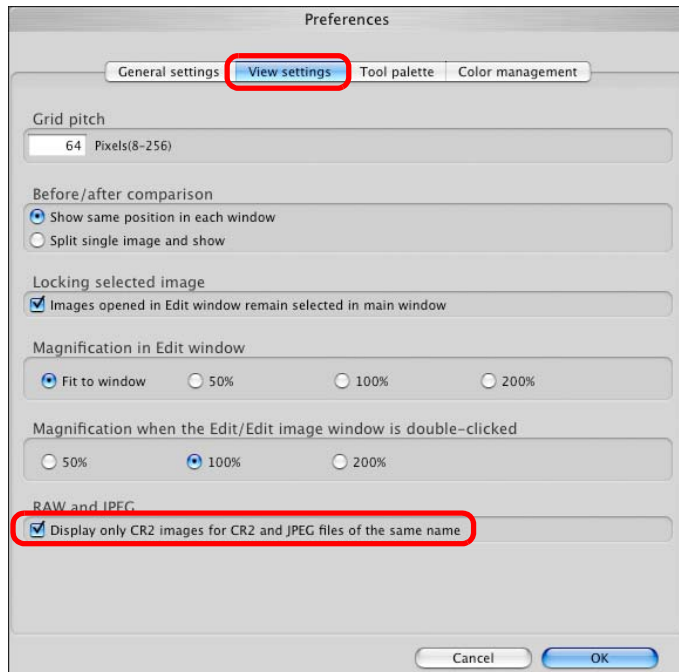 Preferences
General settings View settings Tool palette Color management
Grid pitch
64 Pixels(8-256)
Before/after comparison
Show same position in each window
Split single image and show
Locking selected image
Images opened in Edit window remain selected in main window
Magnification in Edit window
Fit to window 50% 100% 200%
Magnification when the Edit/Edit image window is double-clicked
50% 100% 200%
RAW and JPEG
Display only CR2 images for CR2 and JPEG files of the same name
Cancel OK